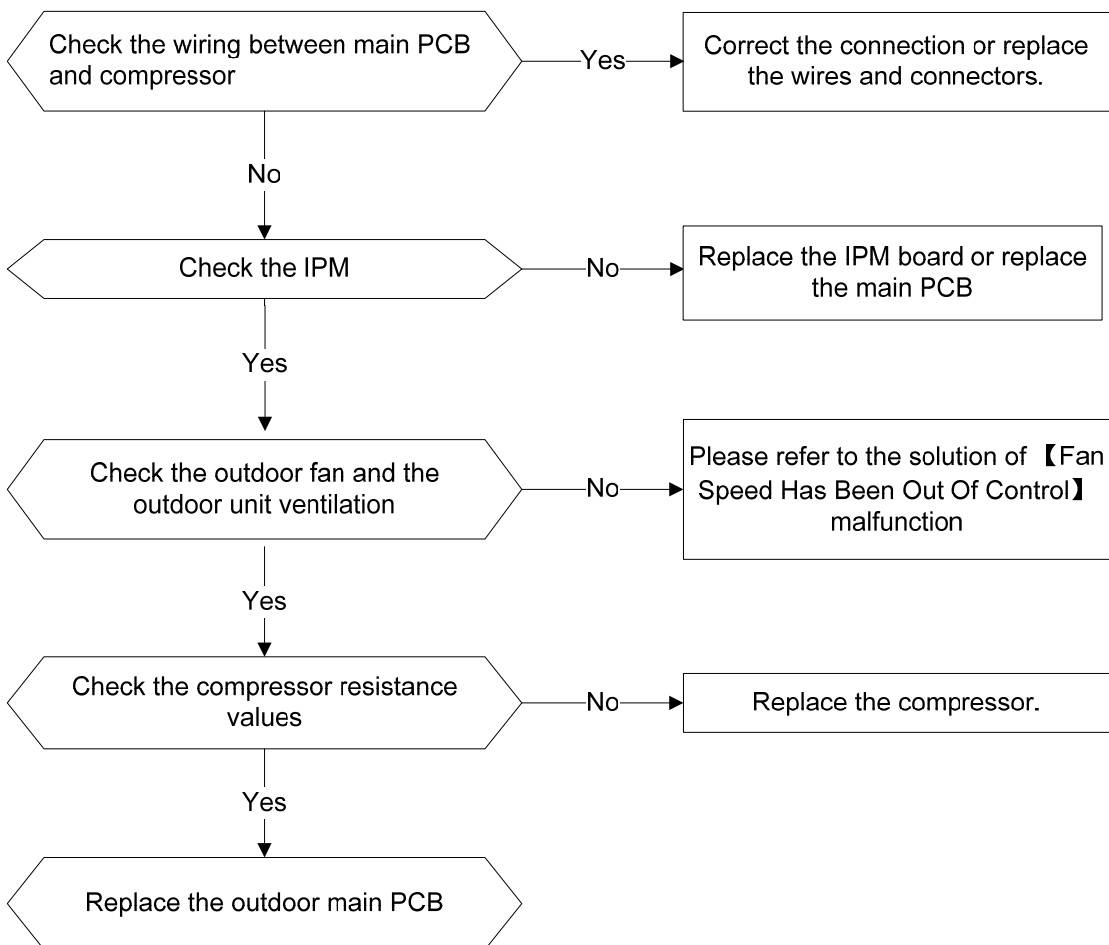 Check the wiring between main PCB
and compressor
Yes
Correct the connection or replace
the wires and connectors.
No
Check the IPM
No
Replace the IPM board or replace
the main PCB
Yes
Check the outdoor fan and the
outdoor unit ventilation
No
Please refer to the solution of 【Fan
Speed Has Been Out Of Control】
malfunction
Yes
Check the compressor resistance
values
No
Replace the compressor.
Yes
Replace the outdoor main PCB